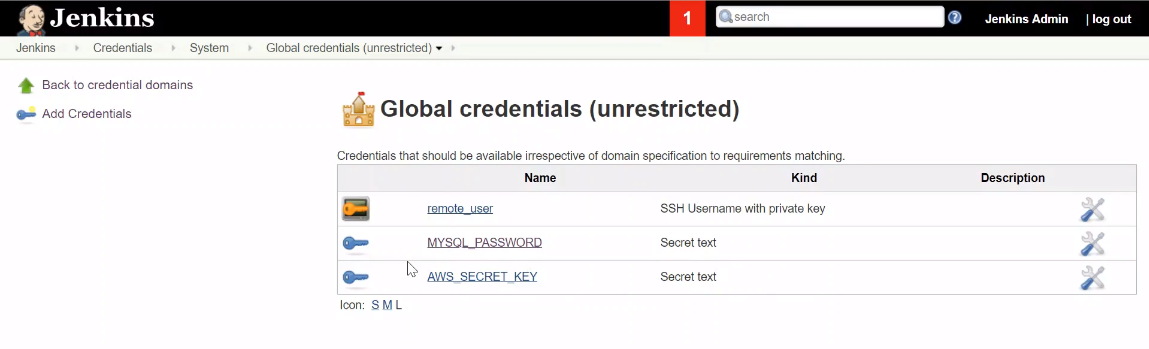 Jenkins 1 search Jenkins Admin | log out
Jenkins Credentials System Global credentials (unrestricted)
Back to credential domains
Add Credentials
Global credentials (unrestricted)
Credentials that should be available irrespective of domain specification to requirements matching.
Name Kind Description
remote_user SSH Username with private key
MYSQL_PASSWORD Secret text
AWS_SECRET_KEY Secret text
Icon: S M L